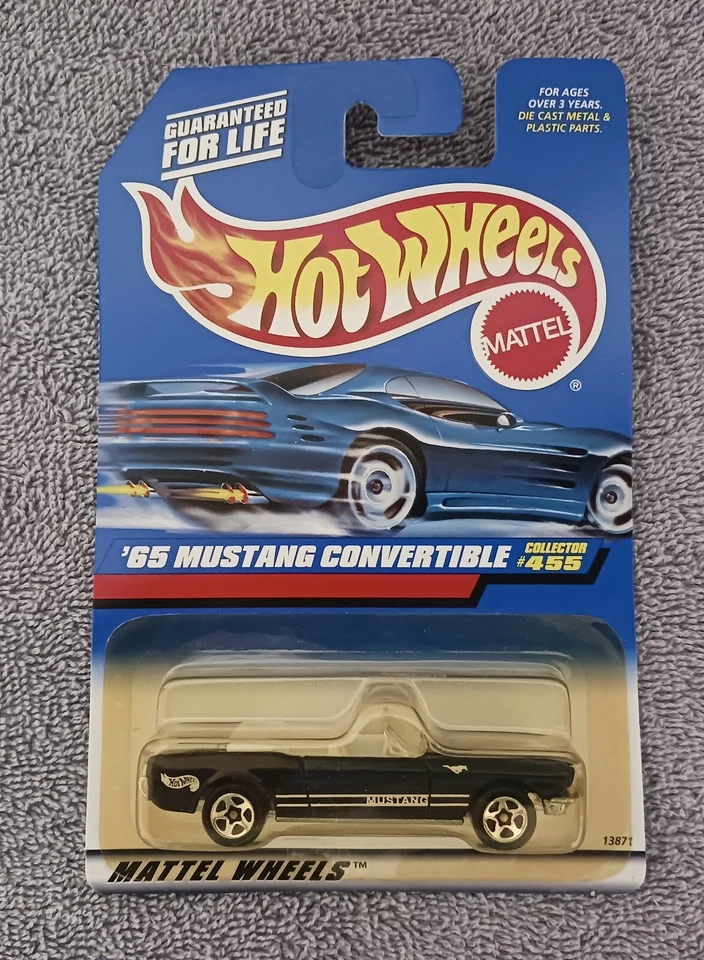 GUARANTEED
FOR LIFE
FOR AGES
OVER 3 YEARS.
DIE CAST METAL &
PLASTIC PARTS.
HOT WHEELS
MATTEL
®
'65 MUSTANG CONVERTIBLE
COLLECTOR
#455
HOT WHEELS
MUSTANG
13871
MATTEL WHEELS™